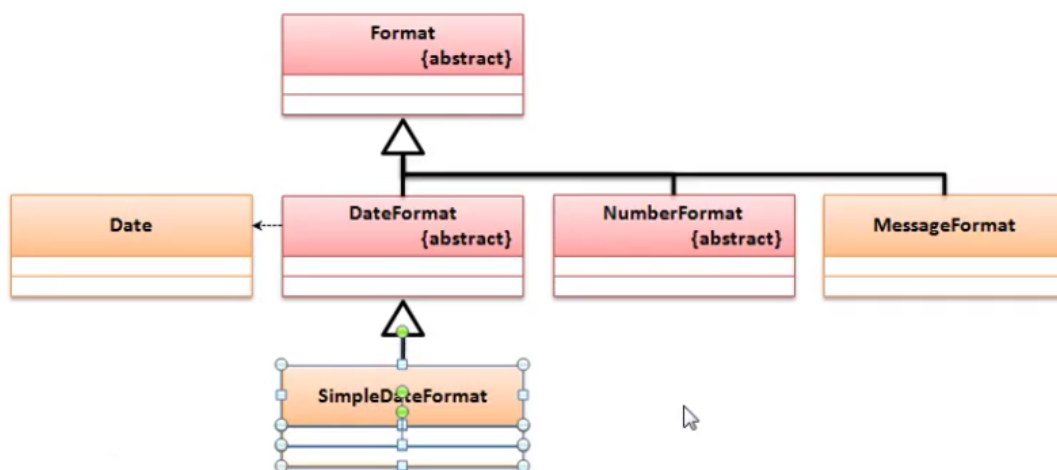 Format
{abstract}
Date
DateFormat
{abstract}
NumberFormat
{abstract}
MessageFormat
SimpleDateFormat